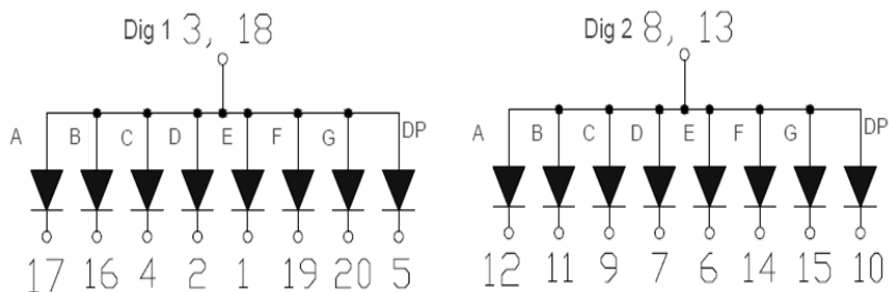 Dig 1 3, 18
Dig 2 8, 13
A B C D E F G DP
A B C D E F G DP
17 16 4 2 1 19 20 5
12 11 9 7 6 14 15 10